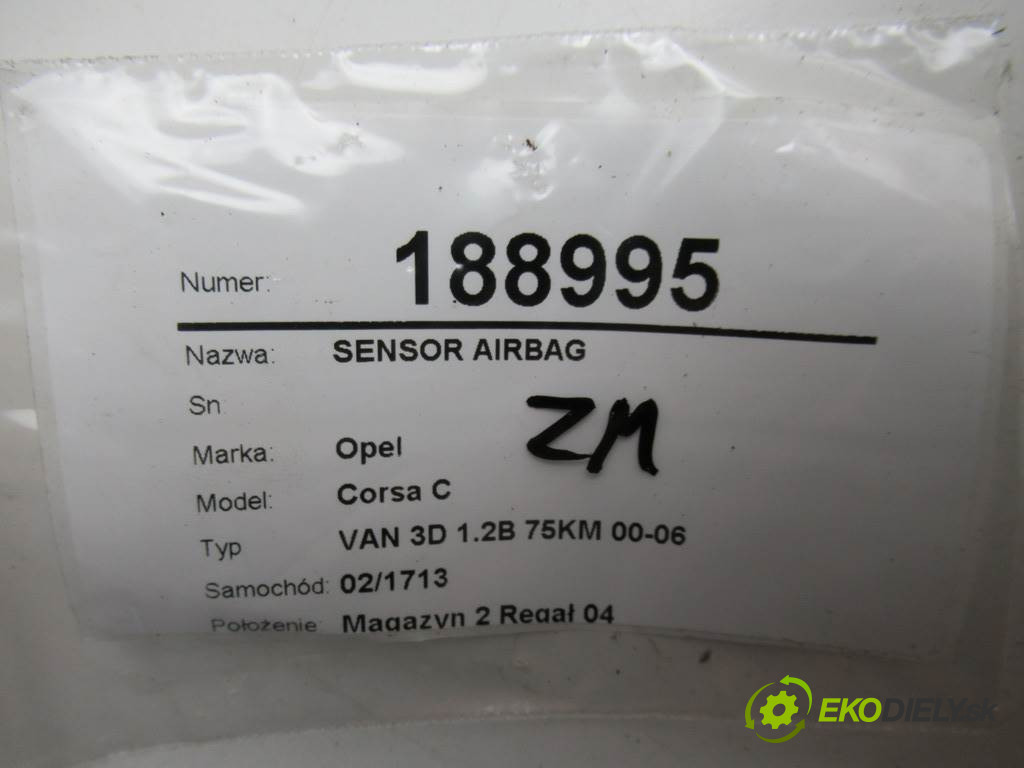 Numer: 188995
Nazwa: SENSOR AIRBAG
Sn
ZM
Marka: Opel
Model: Corsa C
Typ VAN 3D 1.2B 75KM 00-06
Samochód: 02/1713
Położenie: Magazyn 2 Regał 04
EKODIELY.sk